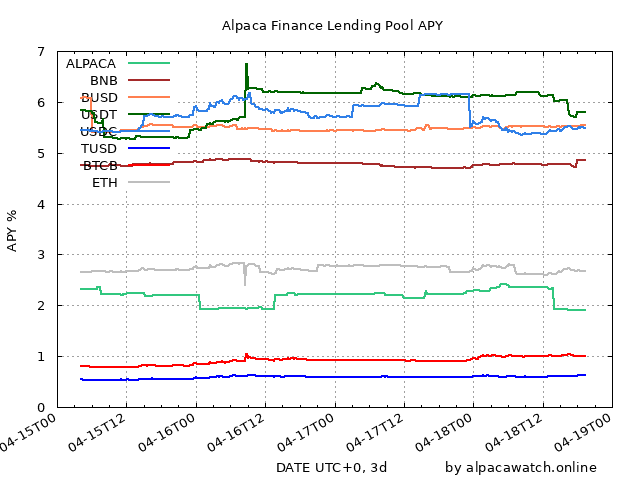 Alpaca Finance Lending Pool APY
7
6
5
4
3
2
1
0
APY %
ALPACA
BNB
BUSD
USDT
USDC
TUSD
BTCB
ETH
04-15T00
04-15T12
04-16T00
04-16T12
04-17T00
04-17T12
04-18T00
04-18T12
04-19T00
DATE UTC+0, 3d
by alpacawatch.online